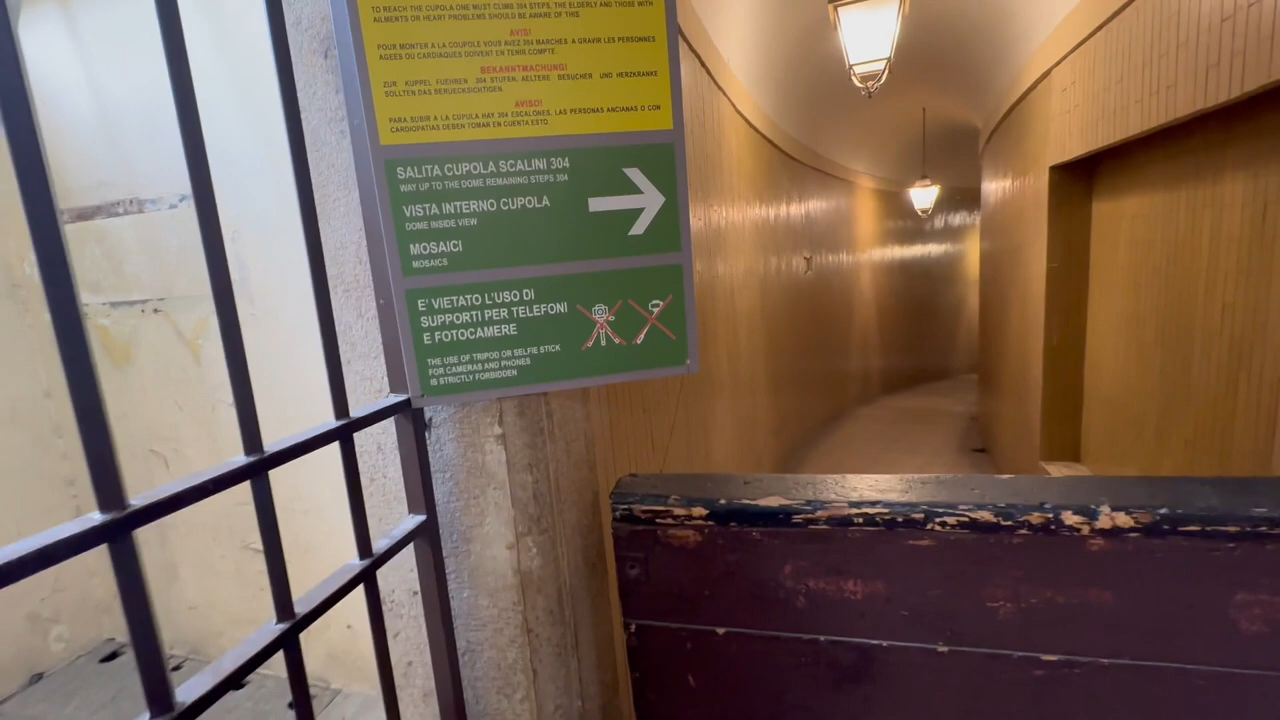 TO REACH THE CUPOLA ONE MUST CLIMB 304 STEPS, THE ELDERLY AND THOSE WITH
AILMENTS OR HEART PROBLEMS SHOULD BE AWARE OF THIS.
AVIS!
POUR MONTER A LA COUPOLE VOUS AVEZ 304 MARCHES A GRAVIR LES PERSONNES
AGEES OU CARDIAQUES DOIVENT EN TENIR COMPTE.
BEKANNTMACHUNG!
ZUR KUPPEL FUEHREN 304 STUFEN, AELTERE BESUCHER UND HERZKRANKE
SOLLTEN DAS BERUECKSICHTIGEN.
AVISO!
PARA SUBIR A LA CUPULA HAY 304 ESCALONES, LAS PERSONAS ANCIANAS O CON
CARDIOPATIAS DEBEN TOMAR EN CUENTA ESTO.
SALITA CUPOLA SCALINI 304
WAY UP TO THE DOME REMAINING STEPS 304
VISTA INTERNO CUPOLA
DOME INSIDE VIEW
MOSAICI
MOSAICS
E' VIETATO L'USO DI
SUPPORTI PER TELEFONI
E FOTOCAMERE
THE USE OF TRIPOD OR SELFIE STICK
FOR CAMERAS AND PHONES
IS STRICTLY FORBIDDEN